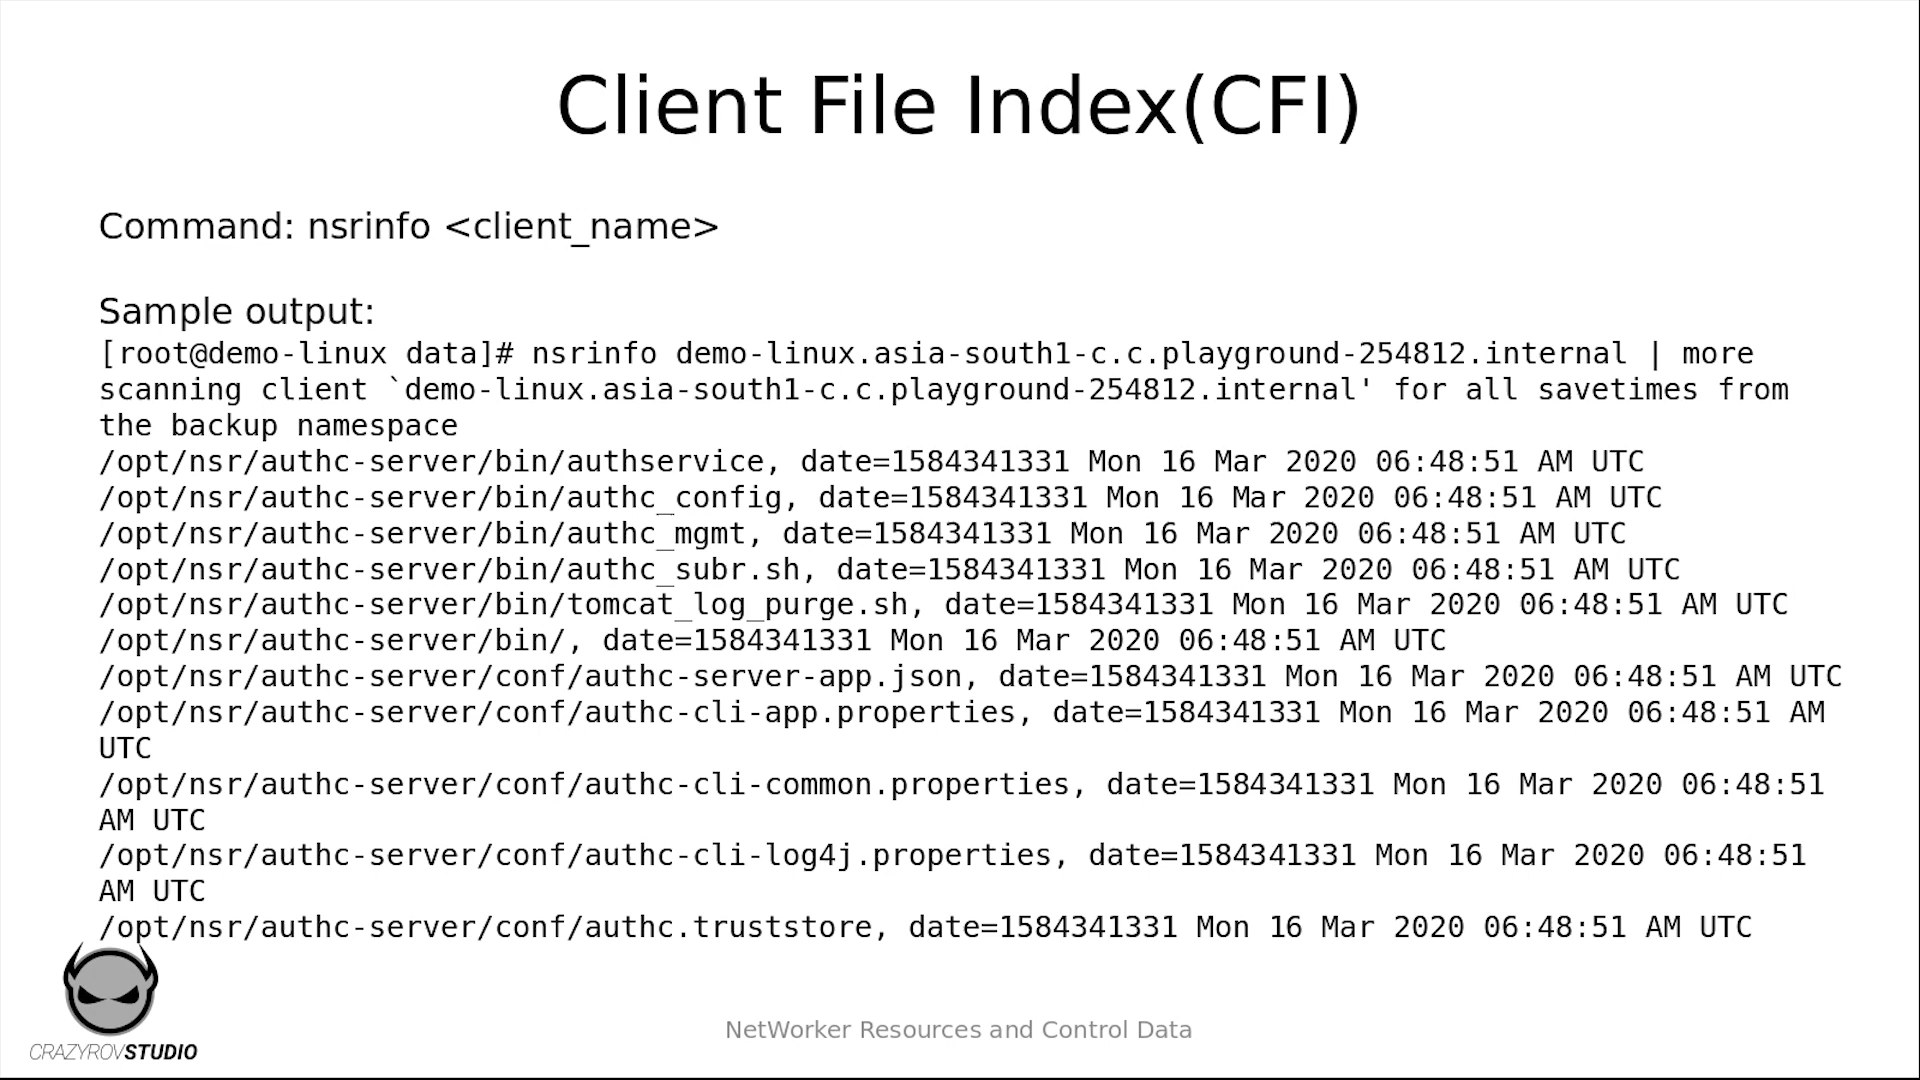 Client File Index(CFI)
Command: nsrinfo <client_name>
Sample output:
[root@demo-linux data]# nsrinfo demo-linux.asia-south1-c.c.playground-254812.internal | more
scanning client `demo-linux.asia-south1-c.c.playground-254812.internal' for all savetimes from
the backup namespace
/opt/nsr/authc-server/bin/authservice, date=1584341331 Mon 16 Mar 2020 06:48:51 AM UTC
/opt/nsr/authc-server/bin/authc_config, date=1584341331 Mon 16 Mar 2020 06:48:51 AM UTC
/opt/nsr/authc-server/bin/authc_mgmt, date=1584341331 Mon 16 Mar 2020 06:48:51 AM UTC
/opt/nsr/authc-server/bin/authc_subr.sh, date=1584341331 Mon 16 Mar 2020 06:48:51 AM UTC
/opt/nsr/authc-server/bin/tomcat_log_purge.sh, date=1584341331 Mon 16 Mar 2020 06:48:51 AM UTC
/opt/nsr/authc-server/bin/, date=1584341331 Mon 16 Mar 2020 06:48:51 AM UTC
/opt/nsr/authc-server/conf/authc-server-app.json, date=1584341331 Mon 16 Mar 2020 06:48:51 AM UTC
/opt/nsr/authc-server/conf/authc-cli-app.properties, date=1584341331 Mon 16 Mar 2020 06:48:51 AM
UTC
/opt/nsr/authc-server/conf/authc-cli-common.properties, date=1584341331 Mon 16 Mar 2020 06:48:51
AM UTC
/opt/nsr/authc-server/conf/authc-cli-log4j.properties, date=1584341331 Mon 16 Mar 2020 06:48:51
AM UTC
/opt/nsr/authc-server/conf/authc.truststore, date=1584341331 Mon 16 Mar 2020 06:48:51 AM UTC
NetWorker Resources and Control Data
CRAZYROVSTUDIO